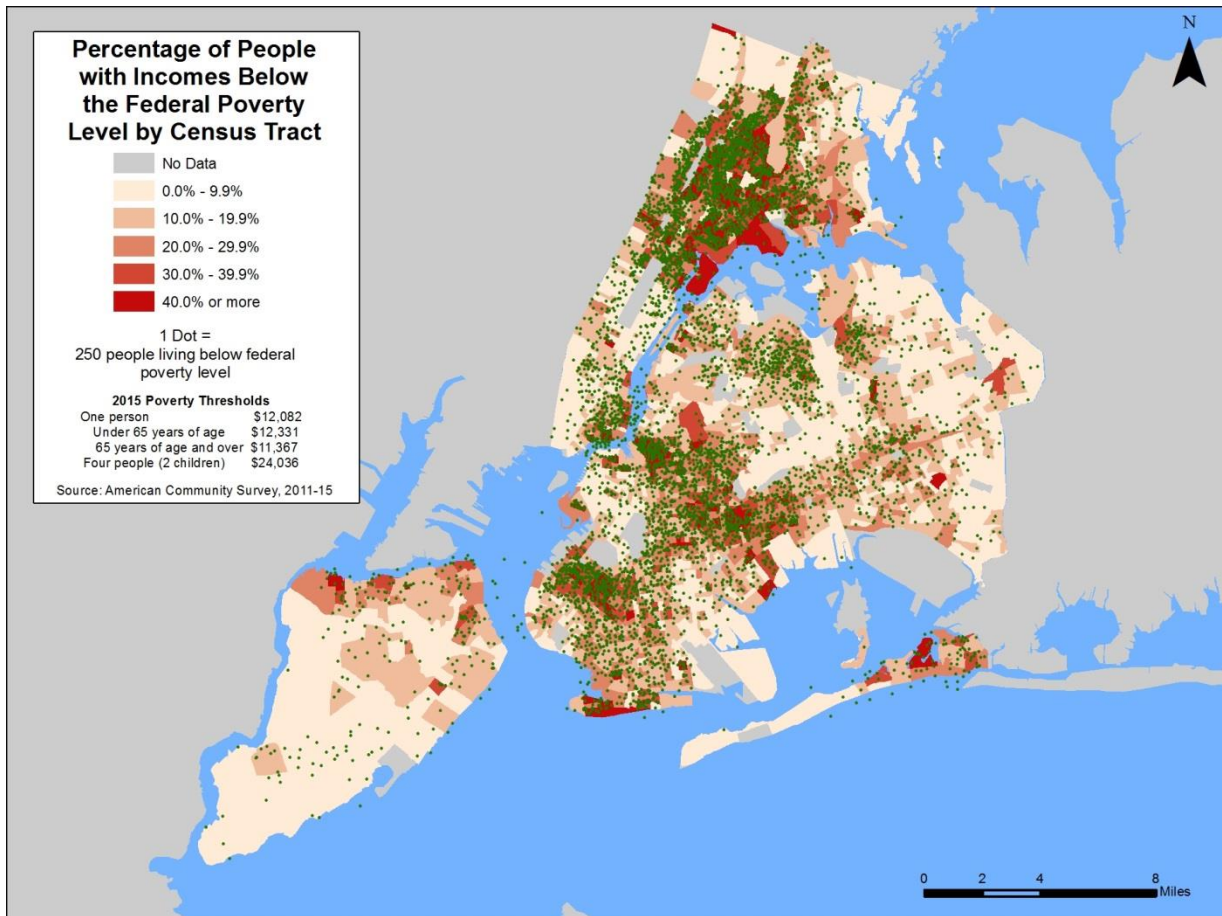 Percentage of People
with Incomes Below
the Federal Poverty
Level by Census Tract
No Data
0.0% - 9.9%
10.0% - 19.9%
20.0% - 29.9%
30.0% - 39.9%
40.0% or more
1 Dot =
250 people living below federal
poverty level
2015 Poverty Thresholds
One person $12,082
Under 65 years of age $12,331
65 years of age and over $11,367
Four people (2 children) $24,036
Source: American Community Survey, 2011-15
N
0 2 4 8
Miles